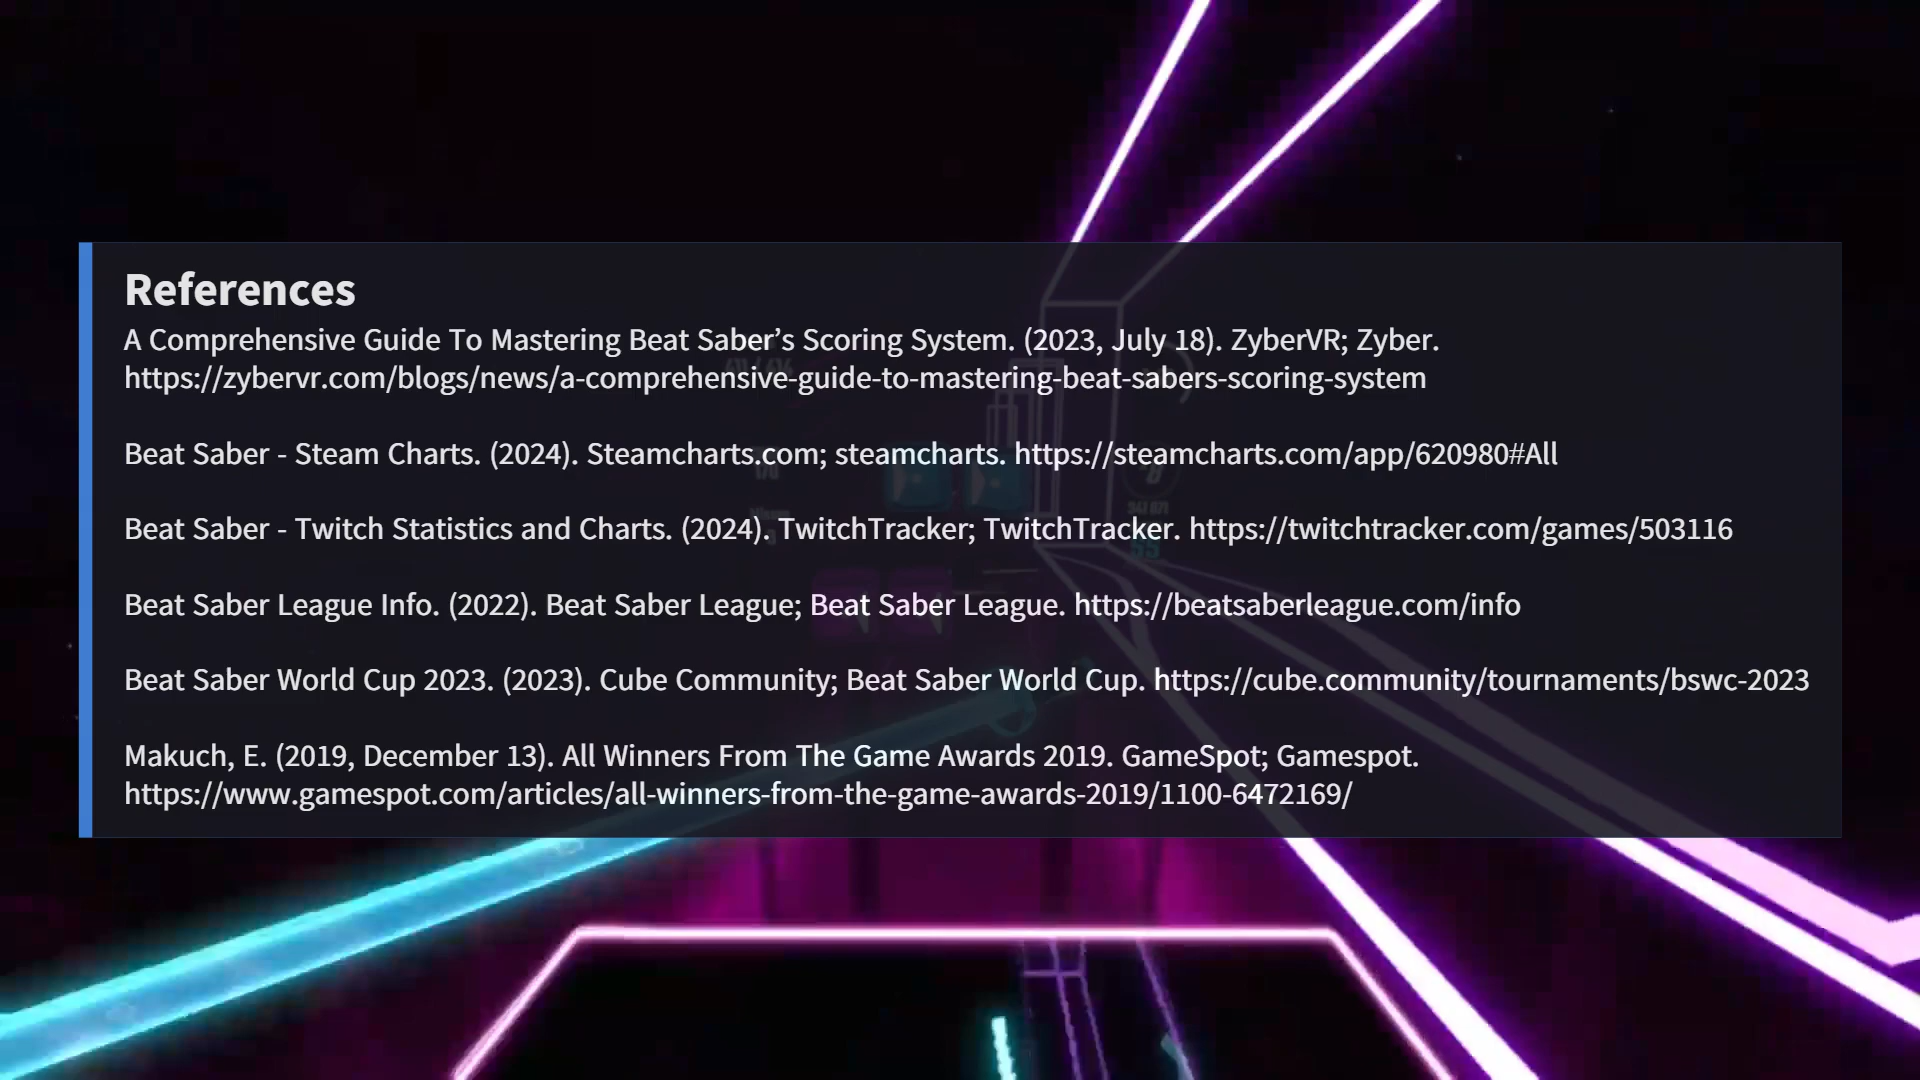 References
A Comprehensive Guide To Mastering Beat Saber’s Scoring System. (2023, July 18). ZyberVR; Zyber.
https://zybervr.com/blogs/news/a-comprehensive-guide-to-mastering-beat-sabers-scoring-system
Beat Saber - Steam Charts. (2024). Steamcharts.com; steamcharts. https://steamcharts.com/app/620980#All
Beat Saber - Twitch Statistics and Charts. (2024). TwitchTracker; TwitchTracker. https://twitchtracker.com/games/503116
Beat Saber League Info. (2022). Beat Saber League; Beat Saber League. https://beatsaberleague.com/info
Beat Saber World Cup 2023. (2023). Cube Community; Beat Saber World Cup. https://cube.community/tournaments/bswc-2023
Makuch, E. (2019, December 13). All Winners From The Game Awards 2019. GameSpot; Gamespot.
https://www.gamespot.com/articles/all-winners-from-the-game-awards-2019/1100-6472169/